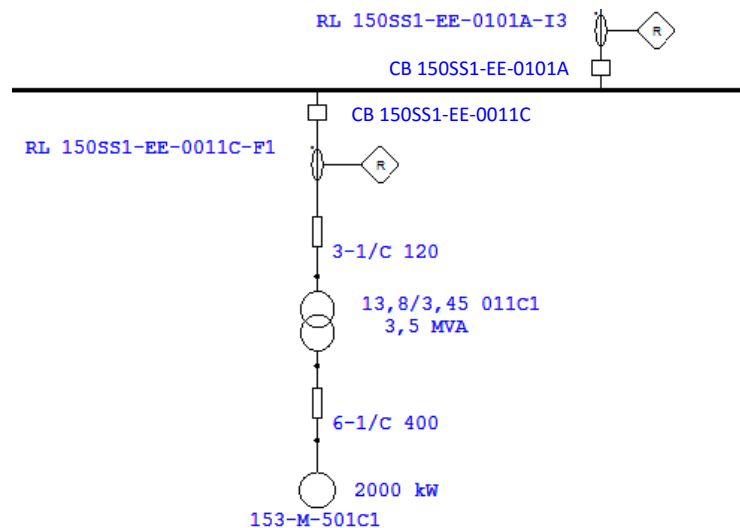 RL 150SS1-EE-0101A-I3
R
CB 150SS1-EE-0101A
CB 150SS1-EE-0011C
RL 150SS1-EE-0011C-F1
R
3-1/C 120
13,8/3,45 011C1
3,5 MVA
6-1/C 400
2000 kW
153-M-501C1